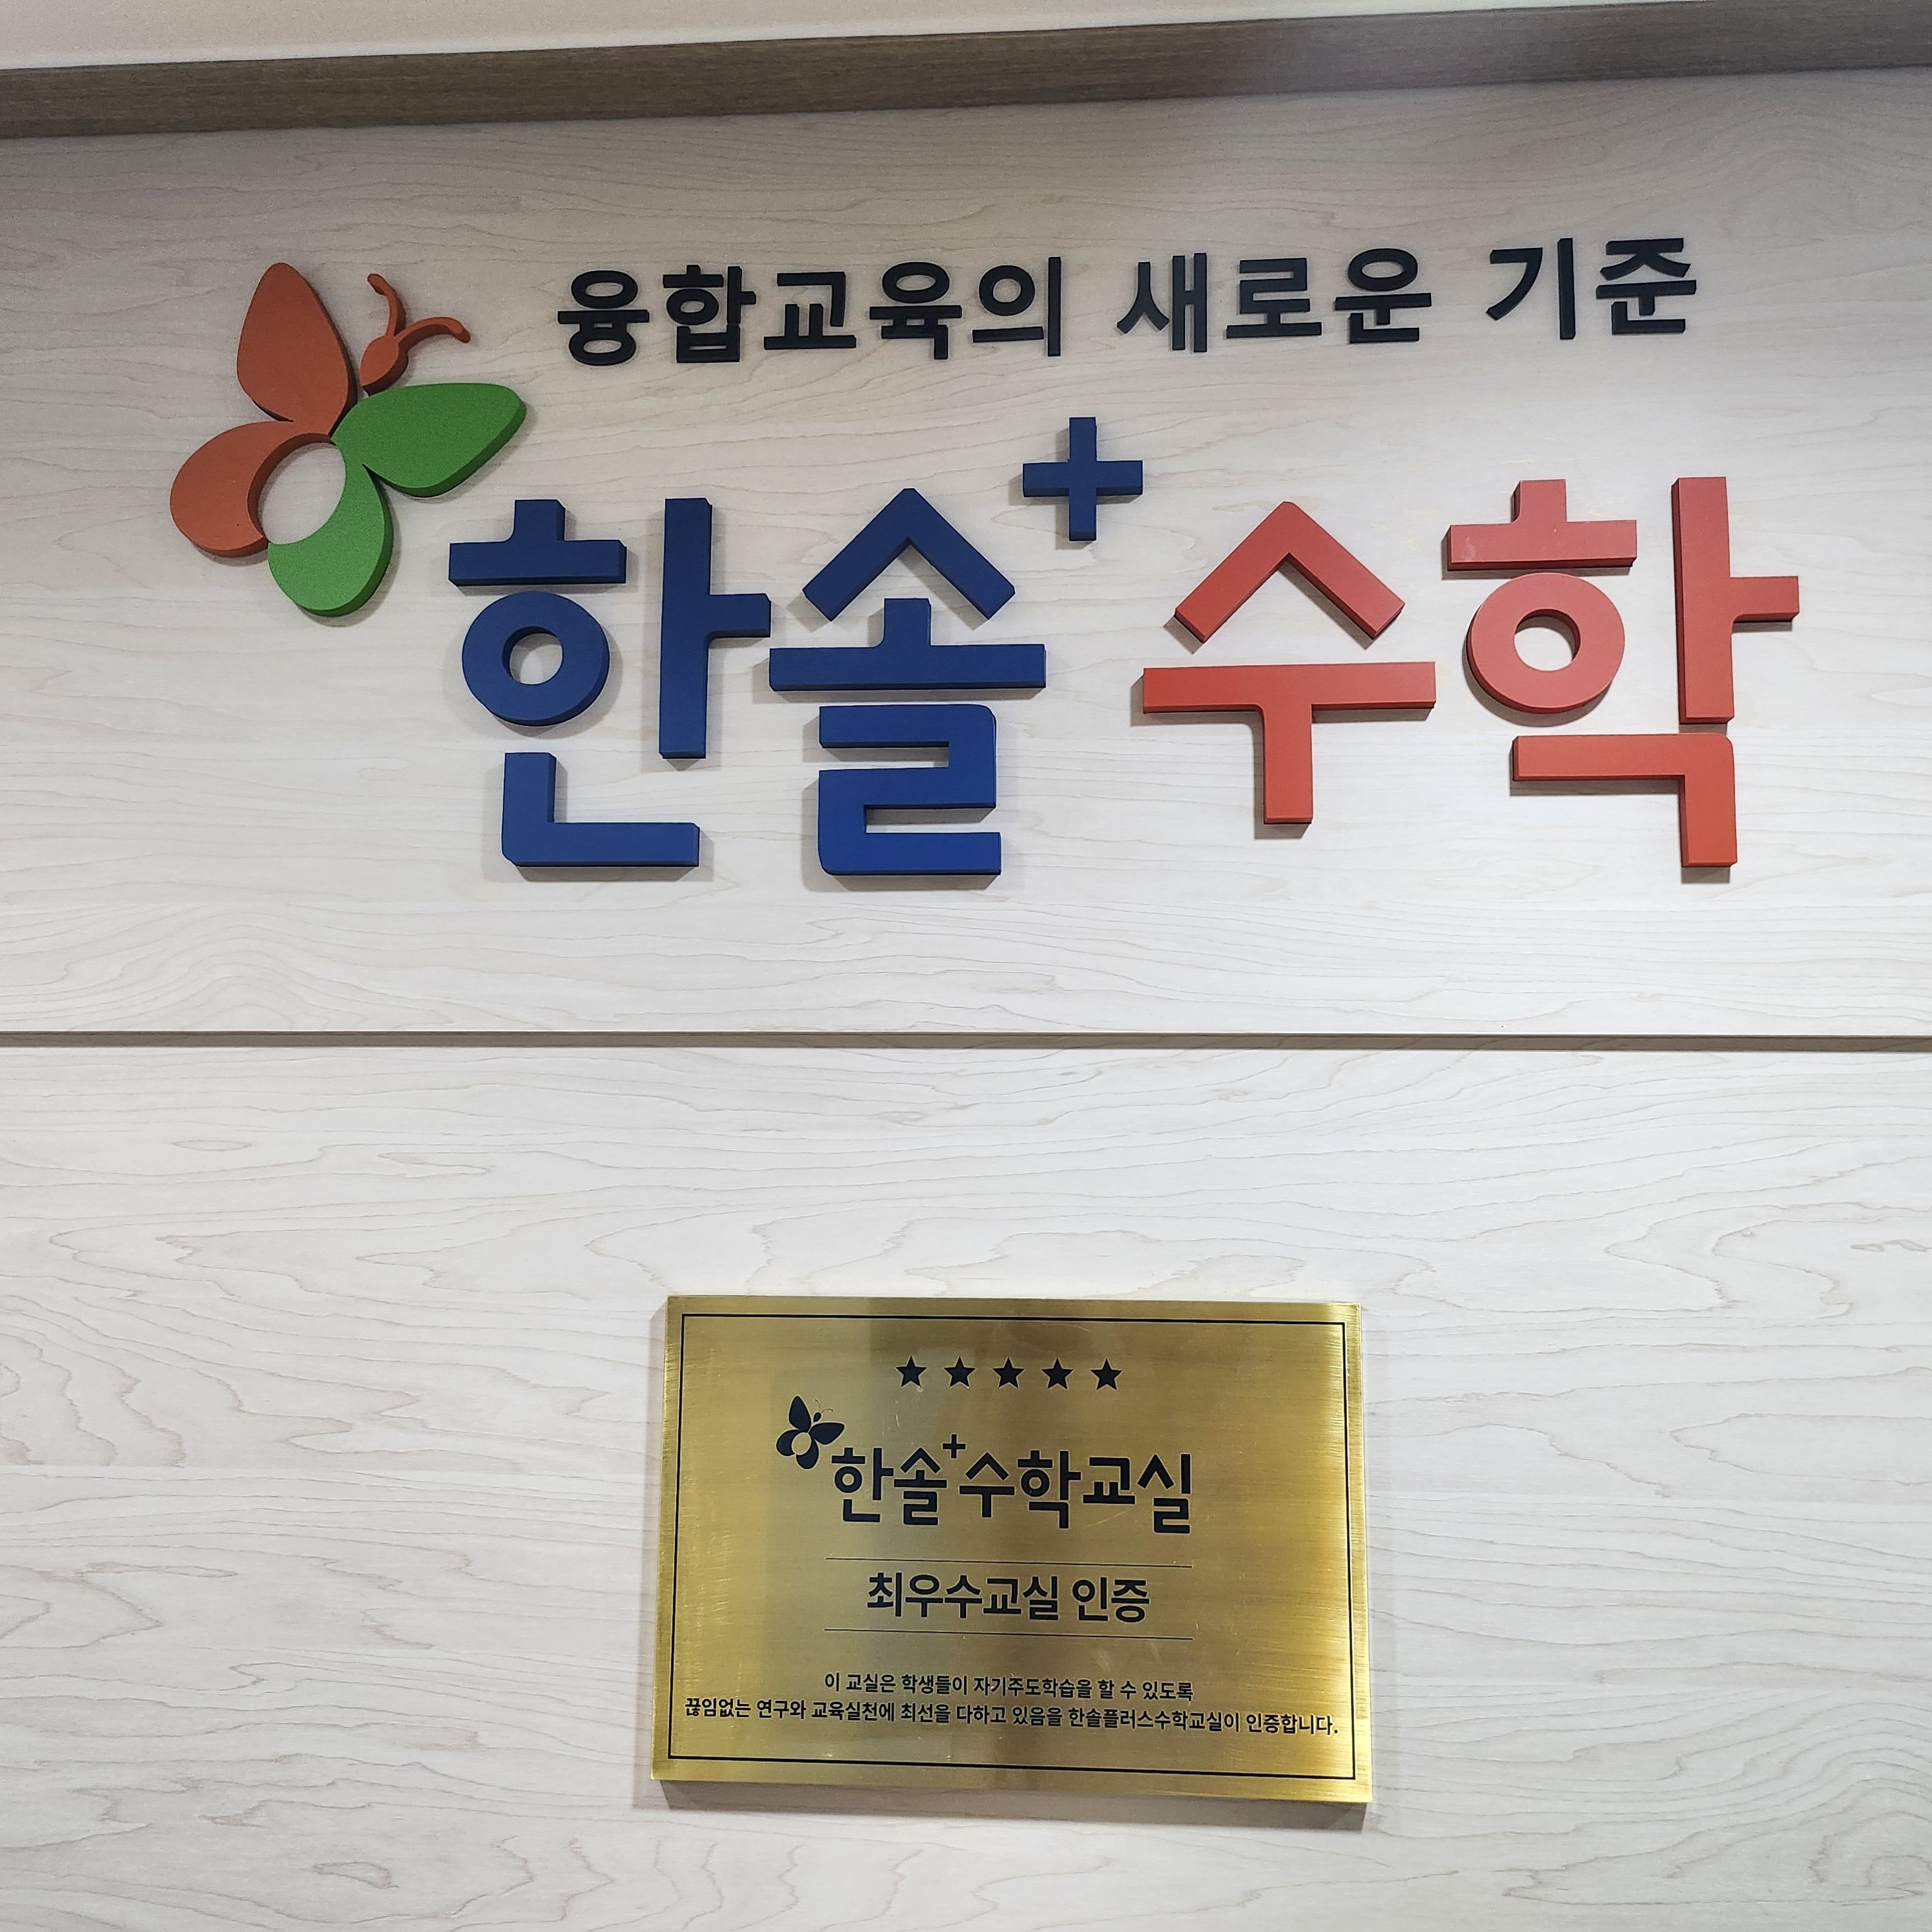 융합교육의 새로운 기준
한솔+수학
★★★★★
한솔+수학교실
최우수교실 인증
이 교실은 학생들이 자기주도학습을 할 수 있도록
끊임없는 연구와 교육실천에 최선을 다하고 있음을 한솔플러스수학교실이 인증합니다.